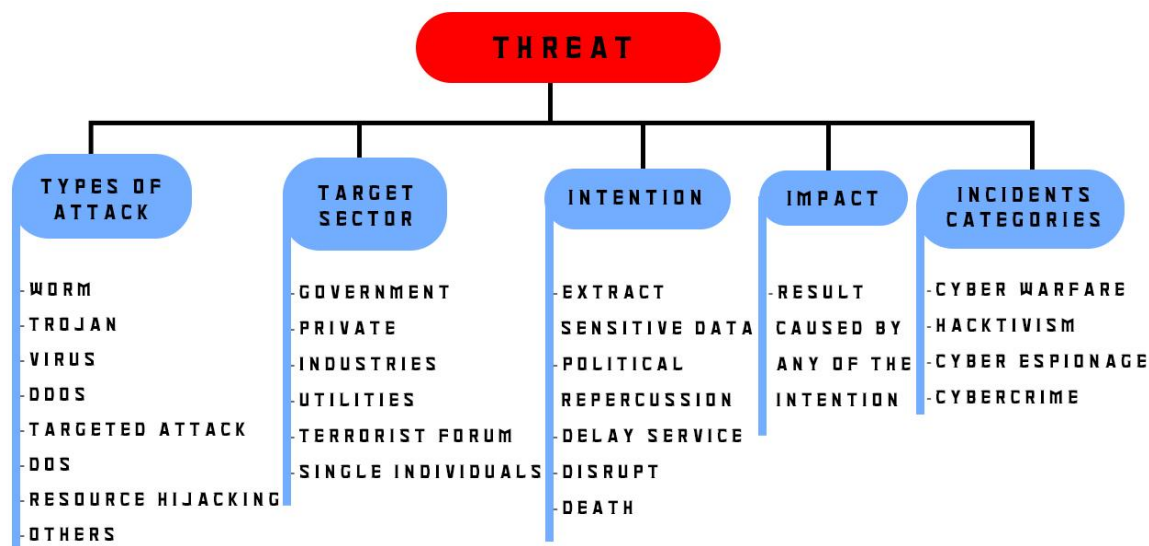 THREAT
TYPES OF
ATTACK
-WORM
-TROJAN
-VIRUS
-DDOS
-TARGETED ATTACK
-DOS
-RESOURCE HIJACKING
-OTHERS
TARGET
SECTOR
-GOVERNMENT
-PRIVATE
-INDUSTRIES
-UTILITIES
-TERRORIST FORUM
-SINGLE INDIVIDUALS
INTENTION
-EXTRACT
SENSITIVE DATA
-POLITICAL
REPERCUSSION
-DELAY SERVICE
-DISRUPT
-DEATH
IMPACT
-RESULT
CAUSED BY
ANY OF THE
INTENTION
INCIDENTS
CATEGORIES
-CYBER WARFARE
-HACKTIVISM
-CYBER ESPIONAGE
-CYBERCRIME